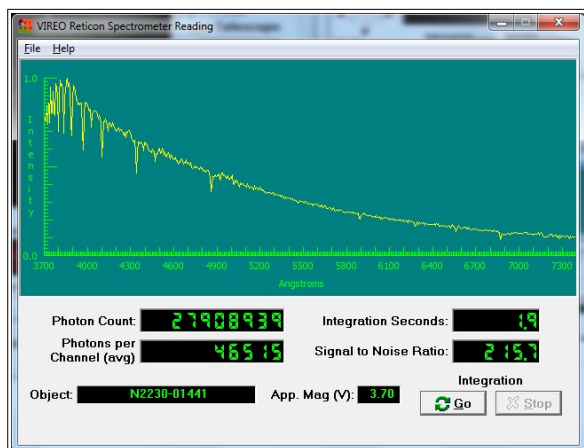 VIREO Reticon Spectrometer Reading
File Help
1.0
Intensity
0.0
3700 4000 4300 4600 4900 5200 5500 5800 6100 6400 6700 7000 7300
Angstroms
Photon Count: 27908939 Integration Seconds: 1.9
Photons per Channel (avg) 46515 Signal to Noise Ratio: 215.7
Integration
Object: N2230-01441 App. Mag (V): 3.70 Go Stop